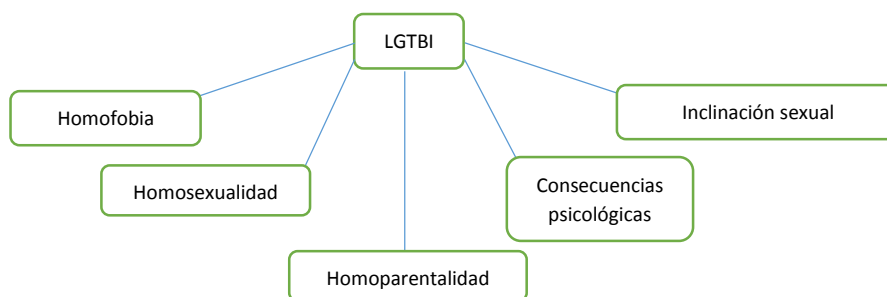 LGTBI
Homofobia
Inclinación sexual
Homosexualidad
Consecuencias
psicológicas
Homoparentalidad